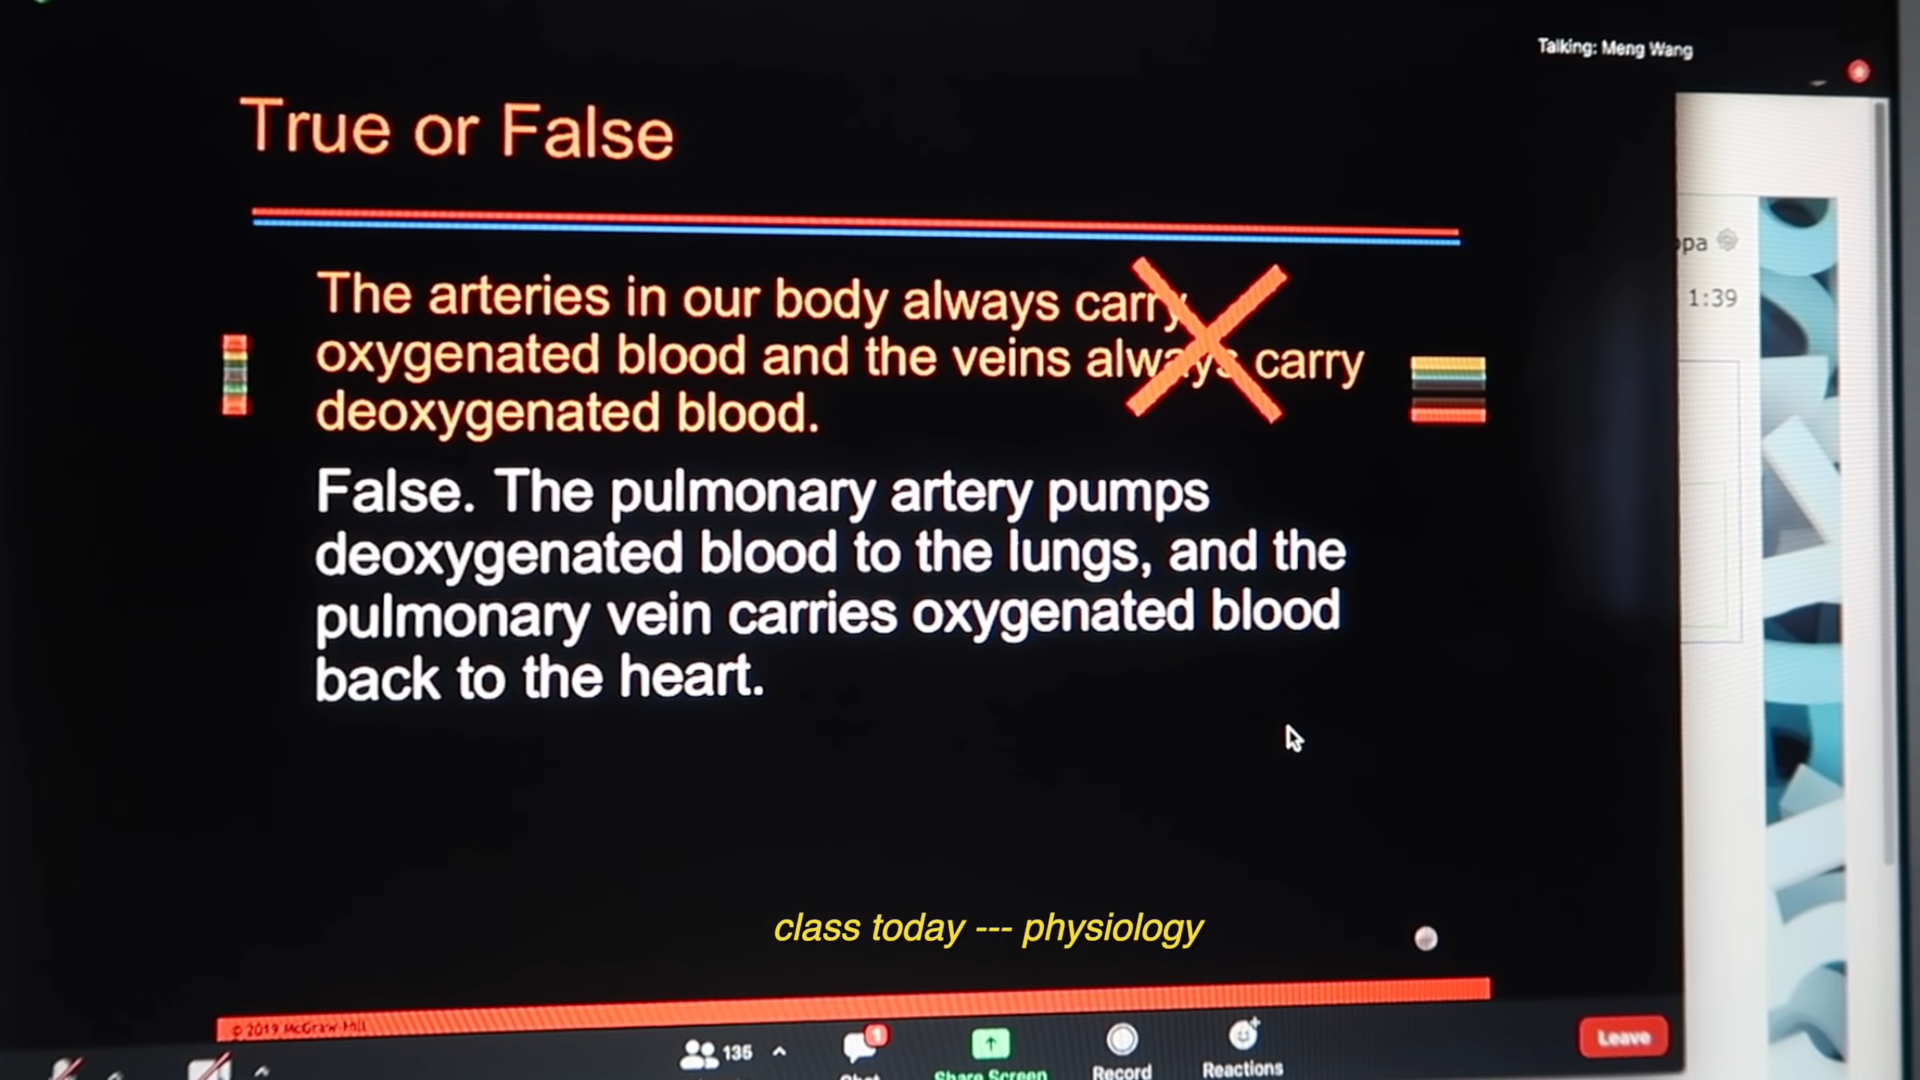 Talking: Meng Wang
True or False
The arteries in our body always carry
oxygenated blood and the veins always carry
deoxygenated blood.
False. The pulmonary artery pumps
deoxygenated blood to the lungs, and the
pulmonary vein carries oxygenated blood
back to the heart.
1:39
class today --- physiology
© 2019 McGraw-Hill
135
1
Chat
Share Screen
Record
Reactions
Leave